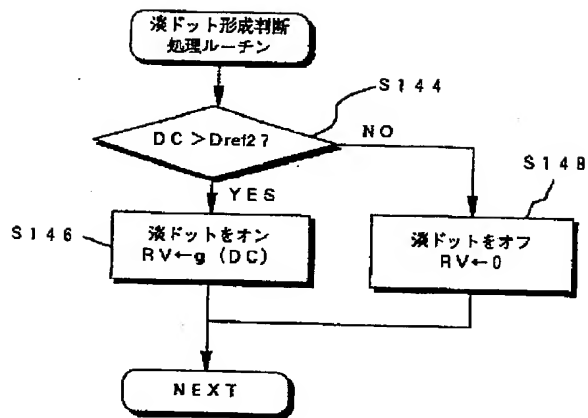 淡ドット形成判断
処理ルーチン
S144
DC>Dref2?
NO
S148
YES
S146
淡ドットをオン
RV←g (DC)
淡ドットをオフ
RV←0
NEXT